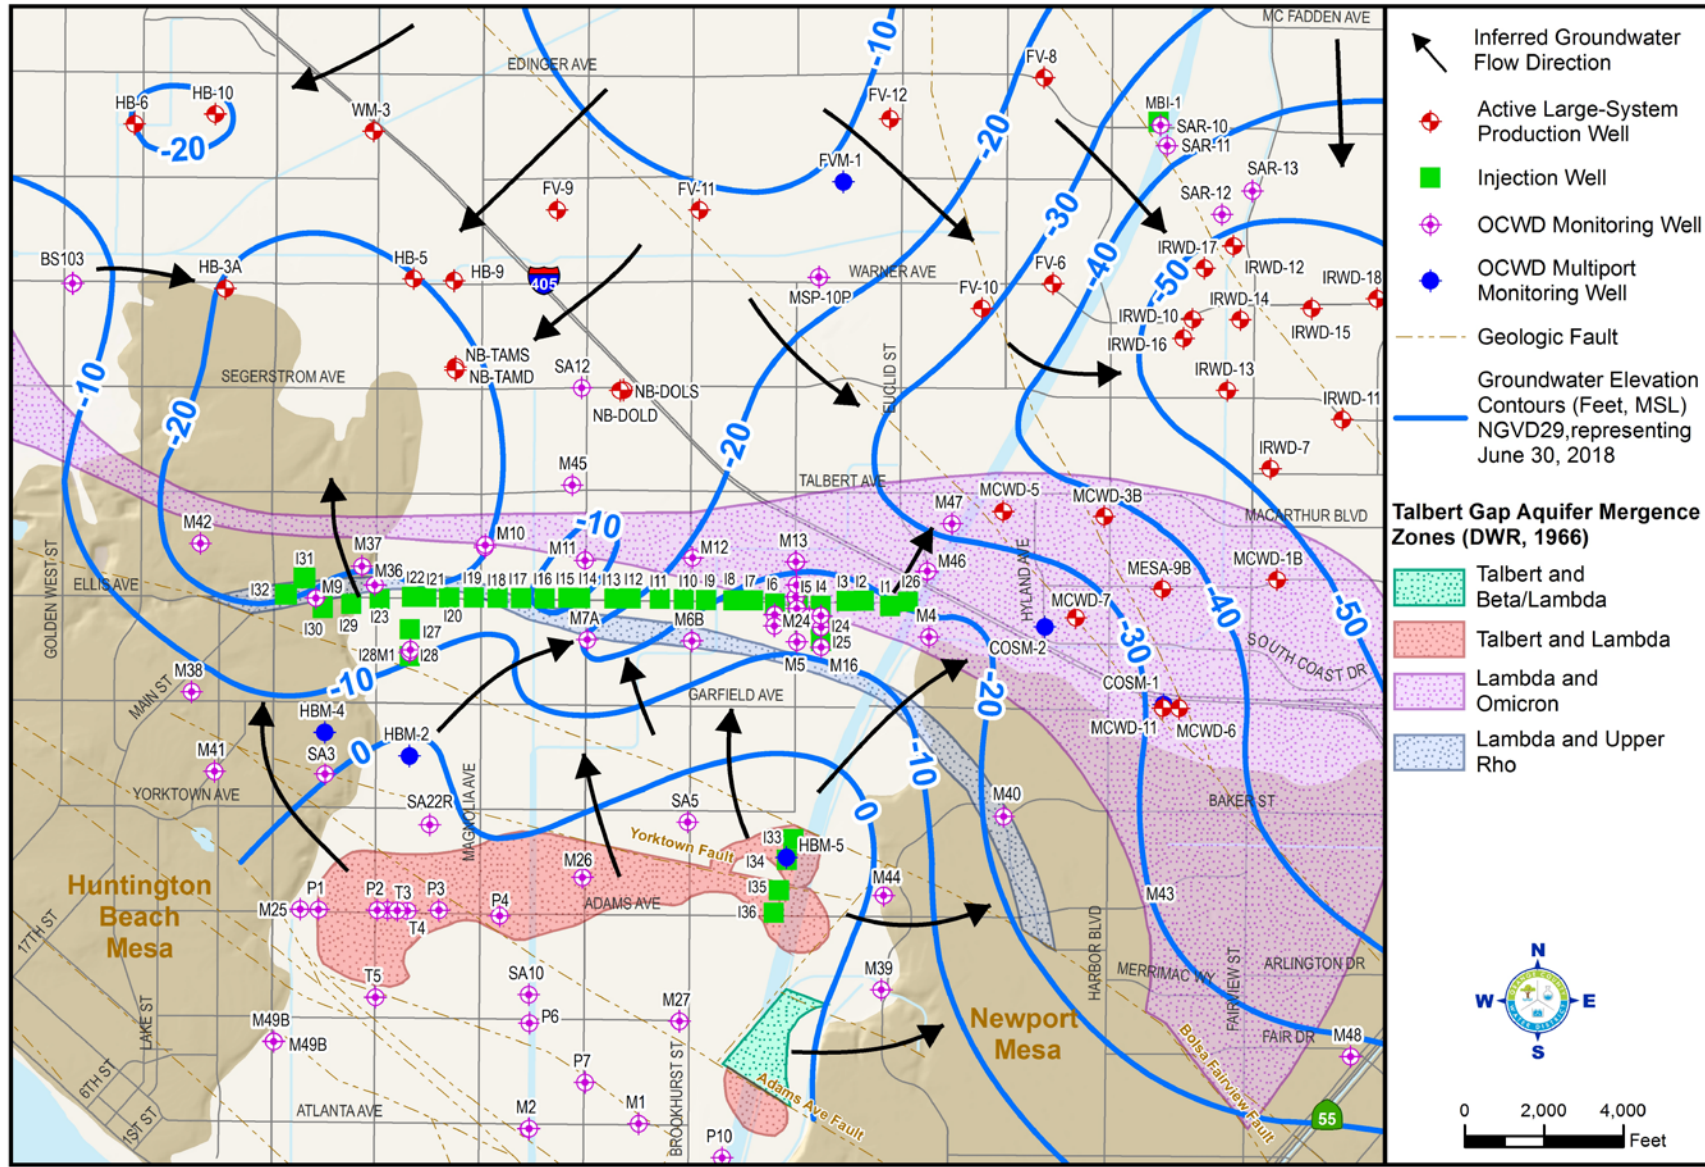 MC FADDEN AVE
-10
EDINGER AVE
FV-8
HB-6
HB-10
WM-3
FV-12
MBI-1
SAR-10
SAR-11
-20
-20
FVM-1
SAR-13
SAR-12
FV-9
FV-11
-30
BS103
HB-3A
HB-5
HB-9
405
WARNER AVE
MSP-10P
FV-6
FV-10
-40
IRWD-17
IRWD-12
-50
IRWD-18
IRWD-14
IRWD-10
IRWD-15
IRWD-16
NB-TAMS
NB-TAMD
SA12
NB-DOLS
NB-DOLD
SEGERSTROM AVE
EUCLID ST
IRWD-13
IRWD-11
-10
-20
-20
IRWD-7
M45
TALBERT AVE
MCWD-5
MCWD-3B
M47
MACARTHUR BLVD
M42
M37
M10
-10
M11
M12
M13
M46
MESA-9B
MCWD-1B
HYLAND AVE
GOLDEN WEST ST
ELLIS AVE
I31
I32
M9
M36
I22
I21
I19
I18
I17
I16
I15
I14
I13
I12
I11
I10
I9
I8
I7
I6
I5
I4
I3
I2
I1
I26
I30
I29
I23
I20
I27
I28M1
I28
M7A
M6B
M24
I24
I25
M5
M16
M4
MCWD-7
COSM-2
-40
-50
SOUTH COAST DR
M38
MAIN ST
-10
GARFIELD AVE
-30
-20
COSM-1
MCWD-11
MCWD-6
HBM-4
HBM-2
M41
SA3
0
-10
YORKTOWN AVE
SA22R
MAGNOLIA AVE
SA5
0
M40
BAKER ST
Yorktown Fault
I33
HBM-5
I34
Huntington
Beach
Mesa
M26
I35
I36
M44
M43
M25
P1
P2
T3
T4
P3
P4
ADAMS AVE
17TH ST
HARBOR BLVD
MERRIMAC WY
FAIRVIEW ST
ARLINGTON DR
T5
SA10
M39
M27
P6
M49B
M49B
LAKE ST
Newport
Mesa
FAIR DR
M48
Bolsa Fairview Fault
P7
6TH ST
1ST ST
ATLANTA AVE
M2
M1
BROOKHURST ST
P10
Adams Ave Fault
55
Inferred Groundwater
Flow Direction
Active Large-System
Production Well
Injection Well
OCWD Monitoring Well
OCWD Multiport
Monitoring Well
Geologic Fault
Groundwater Elevation
Contours (Feet, MSL)
NGVD29,representing
June 30, 2018
Talbert Gap Aquifer Mergence
Zones (DWR, 1966)
Talbert and
Beta/Lambda
Talbert and Lambda
Lambda and
Omicron
Lambda and Upper
Rho
N
W
E
S
0
2,000
4,000
Feet